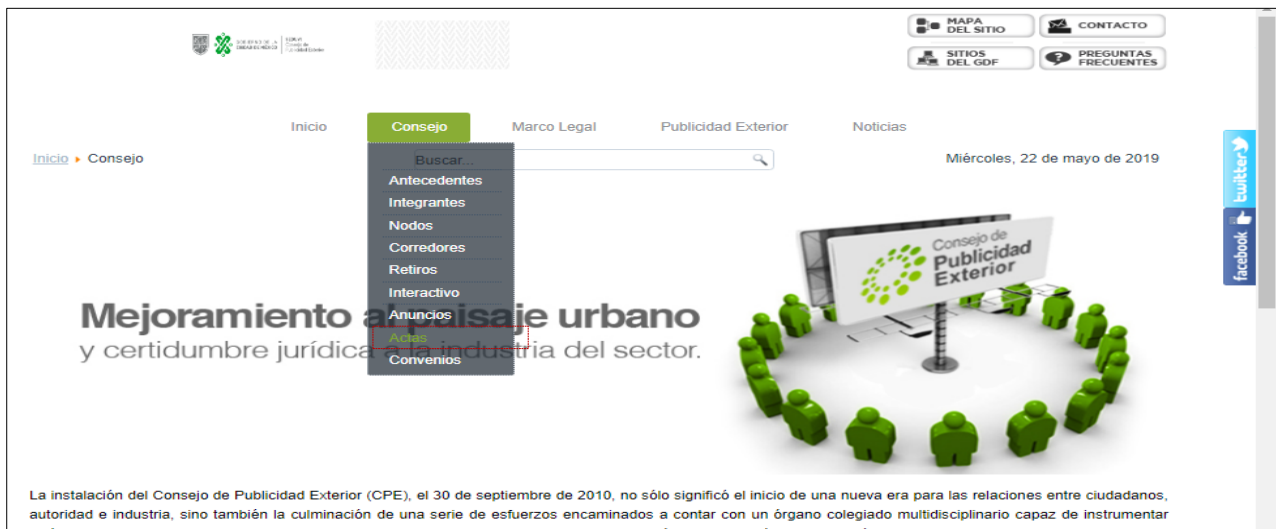 MAPA DEL SITIO
CONTACTO
SITIOS DEL GDF
PREGUNTAS FRECUENTES
Inicio Consejo Marco Legal Publicidad Exterior Noticias
Inicio ▸ Consejo
Buscar...
Miércoles, 22 de mayo de 2019
Antecedentes
Integrantes
Nodos
Corredores
Retiros
Interactivo
Anuncios
Actas
Convenios
twitter
facebook
Consejo de
Publicidad
Exterior
Mejoramiento al paisaje urbano
y certidumbre jurídica a la industria del sector.
La instalación del Consejo de Publicidad Exterior (CPE), el 30 de septiembre de 2010, no sólo significó el inicio de una nueva era para las relaciones entre ciudadanos,
autoridad e industria, sino también la culminación de una serie de esfuerzos encaminados a contar con un órgano colegiado multidisciplinario capaz de instrumentar